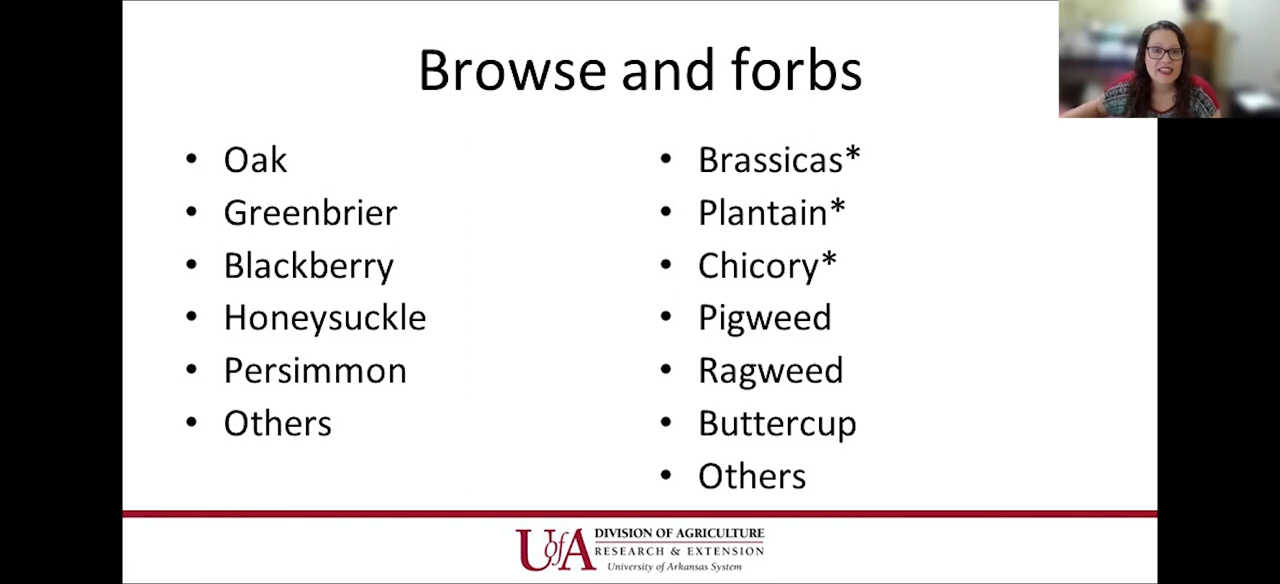 Browse and forbs
• Oak
• Greenbrier
• Blackberry
• Honeysuckle
• Persimmon
• Others
• Brassicas*
• Plantain*
• Chicory*
• Pigweed
• Ragweed
• Buttercup
• Others
UofA
DIVISION OF AGRICULTURE
RESEARCH & EXTENSION
University of Arkansas System